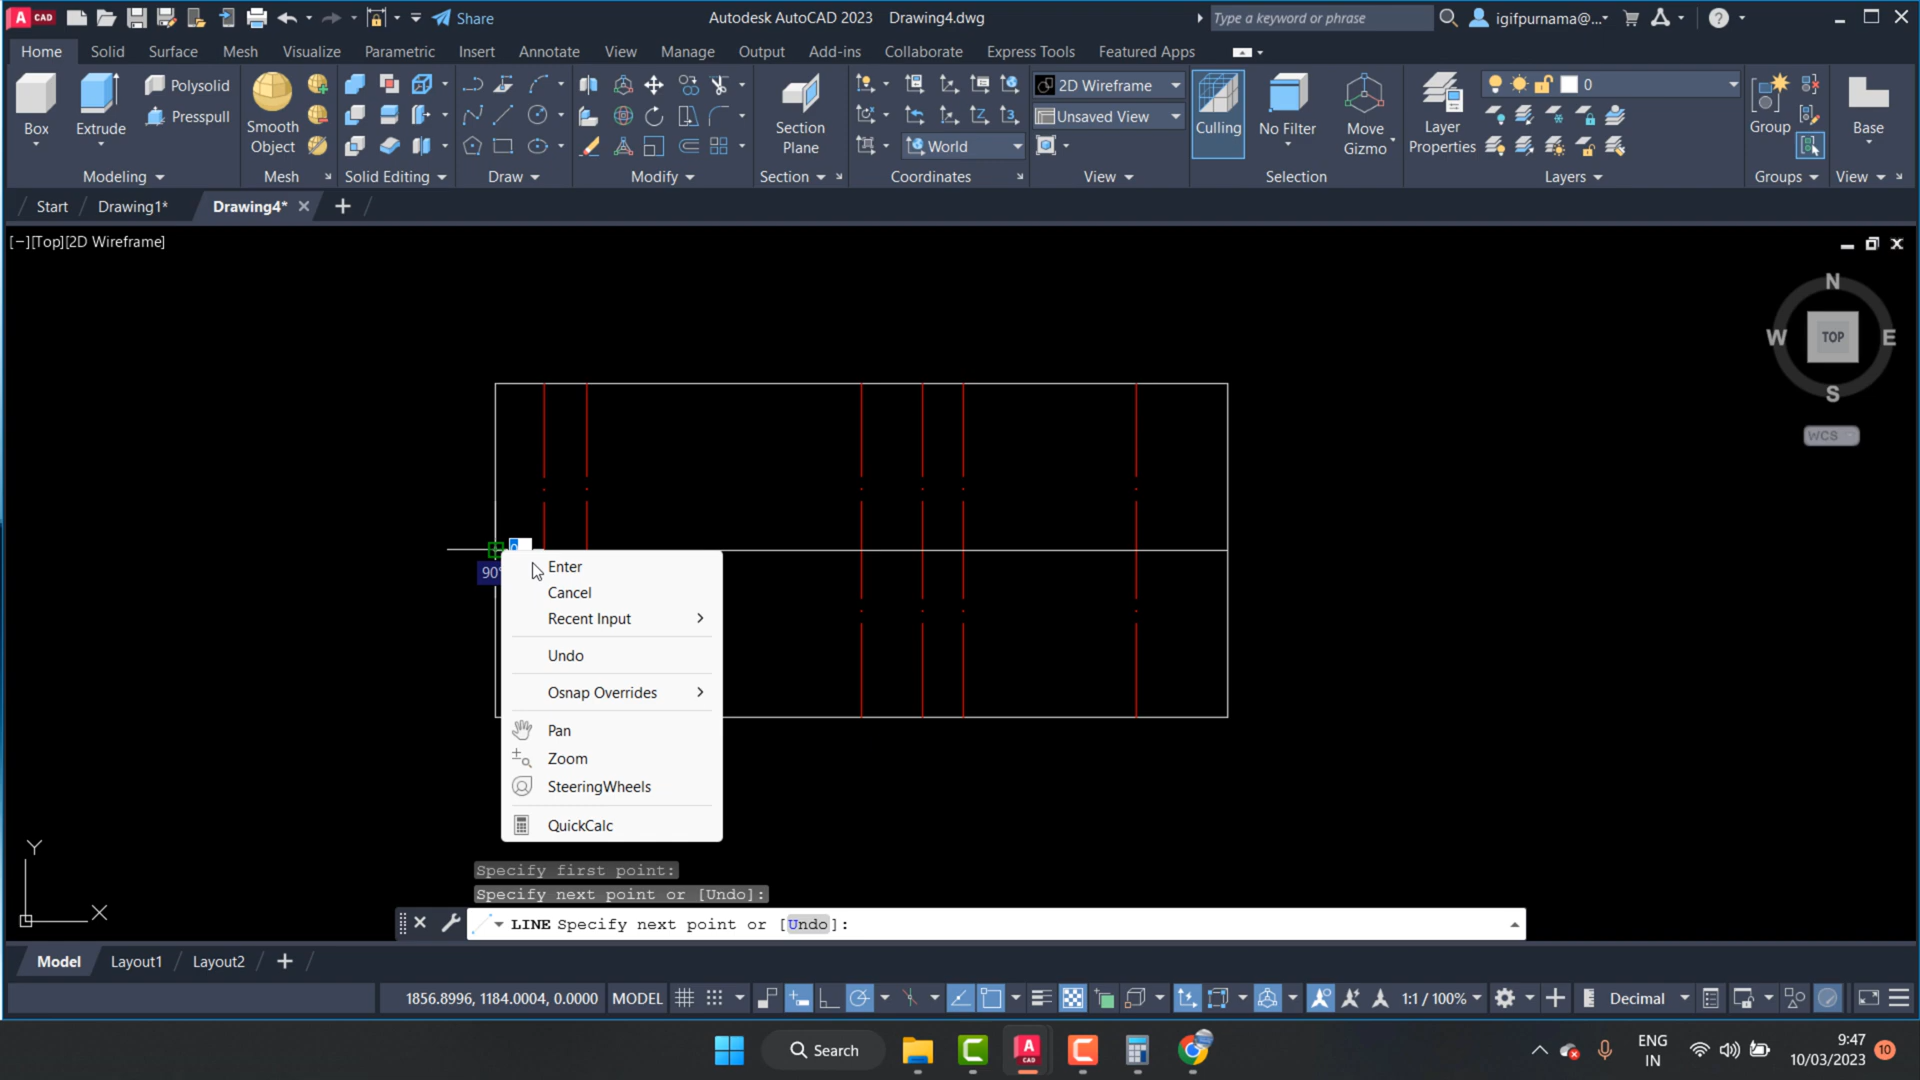 CAD
Share
Autodesk AutoCAD 2023 Drawing4.dwg
Type a keyword or phrase
igifpurnama@...
Home Solid Surface Mesh Visualize Parametric Insert Annotate View Manage Output Add-ins Collaborate Express Tools Featured Apps
Box
Extrude
Polysolid
Presspull
Modeling
Smooth
Object
Mesh
Solid Editing
Draw
Modify
Section
Plane
Section
World
Coordinates
2D Wireframe
Unsaved View
View
Culling
No Filter
Move
Gizmo
Selection
Layer
Properties
0
Layers
Group
Groups
Base
View
Start Drawing1* Drawing4*
[−][Top][2D Wireframe]
N
W TOP E
S
WCS
90°
Enter
Cancel
Recent Input
Undo
Osnap Overrides
Pan
Zoom
SteeringWheels
QuickCalc
Y
X
Specify first point:
Specify next point or [Undo]:
LINE Specify next point or [Undo]:
Model Layout1 Layout2
1856.8996, 1184.0004, 0.0000 MODEL 1:1 / 100% Decimal
Search
A
CAD
ENG
IN
9:47
10/03/2023
10